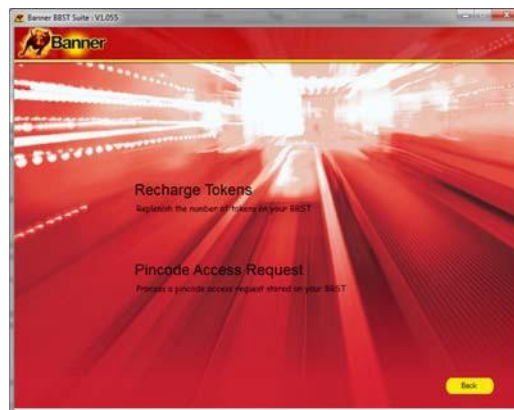 Banner BBST Suite : V1.055
Banner
Recharge Tokens
Replenish the number of tokens on your BBST
Pincode Access Request
Process a pincode access request stored on your BBST
Back